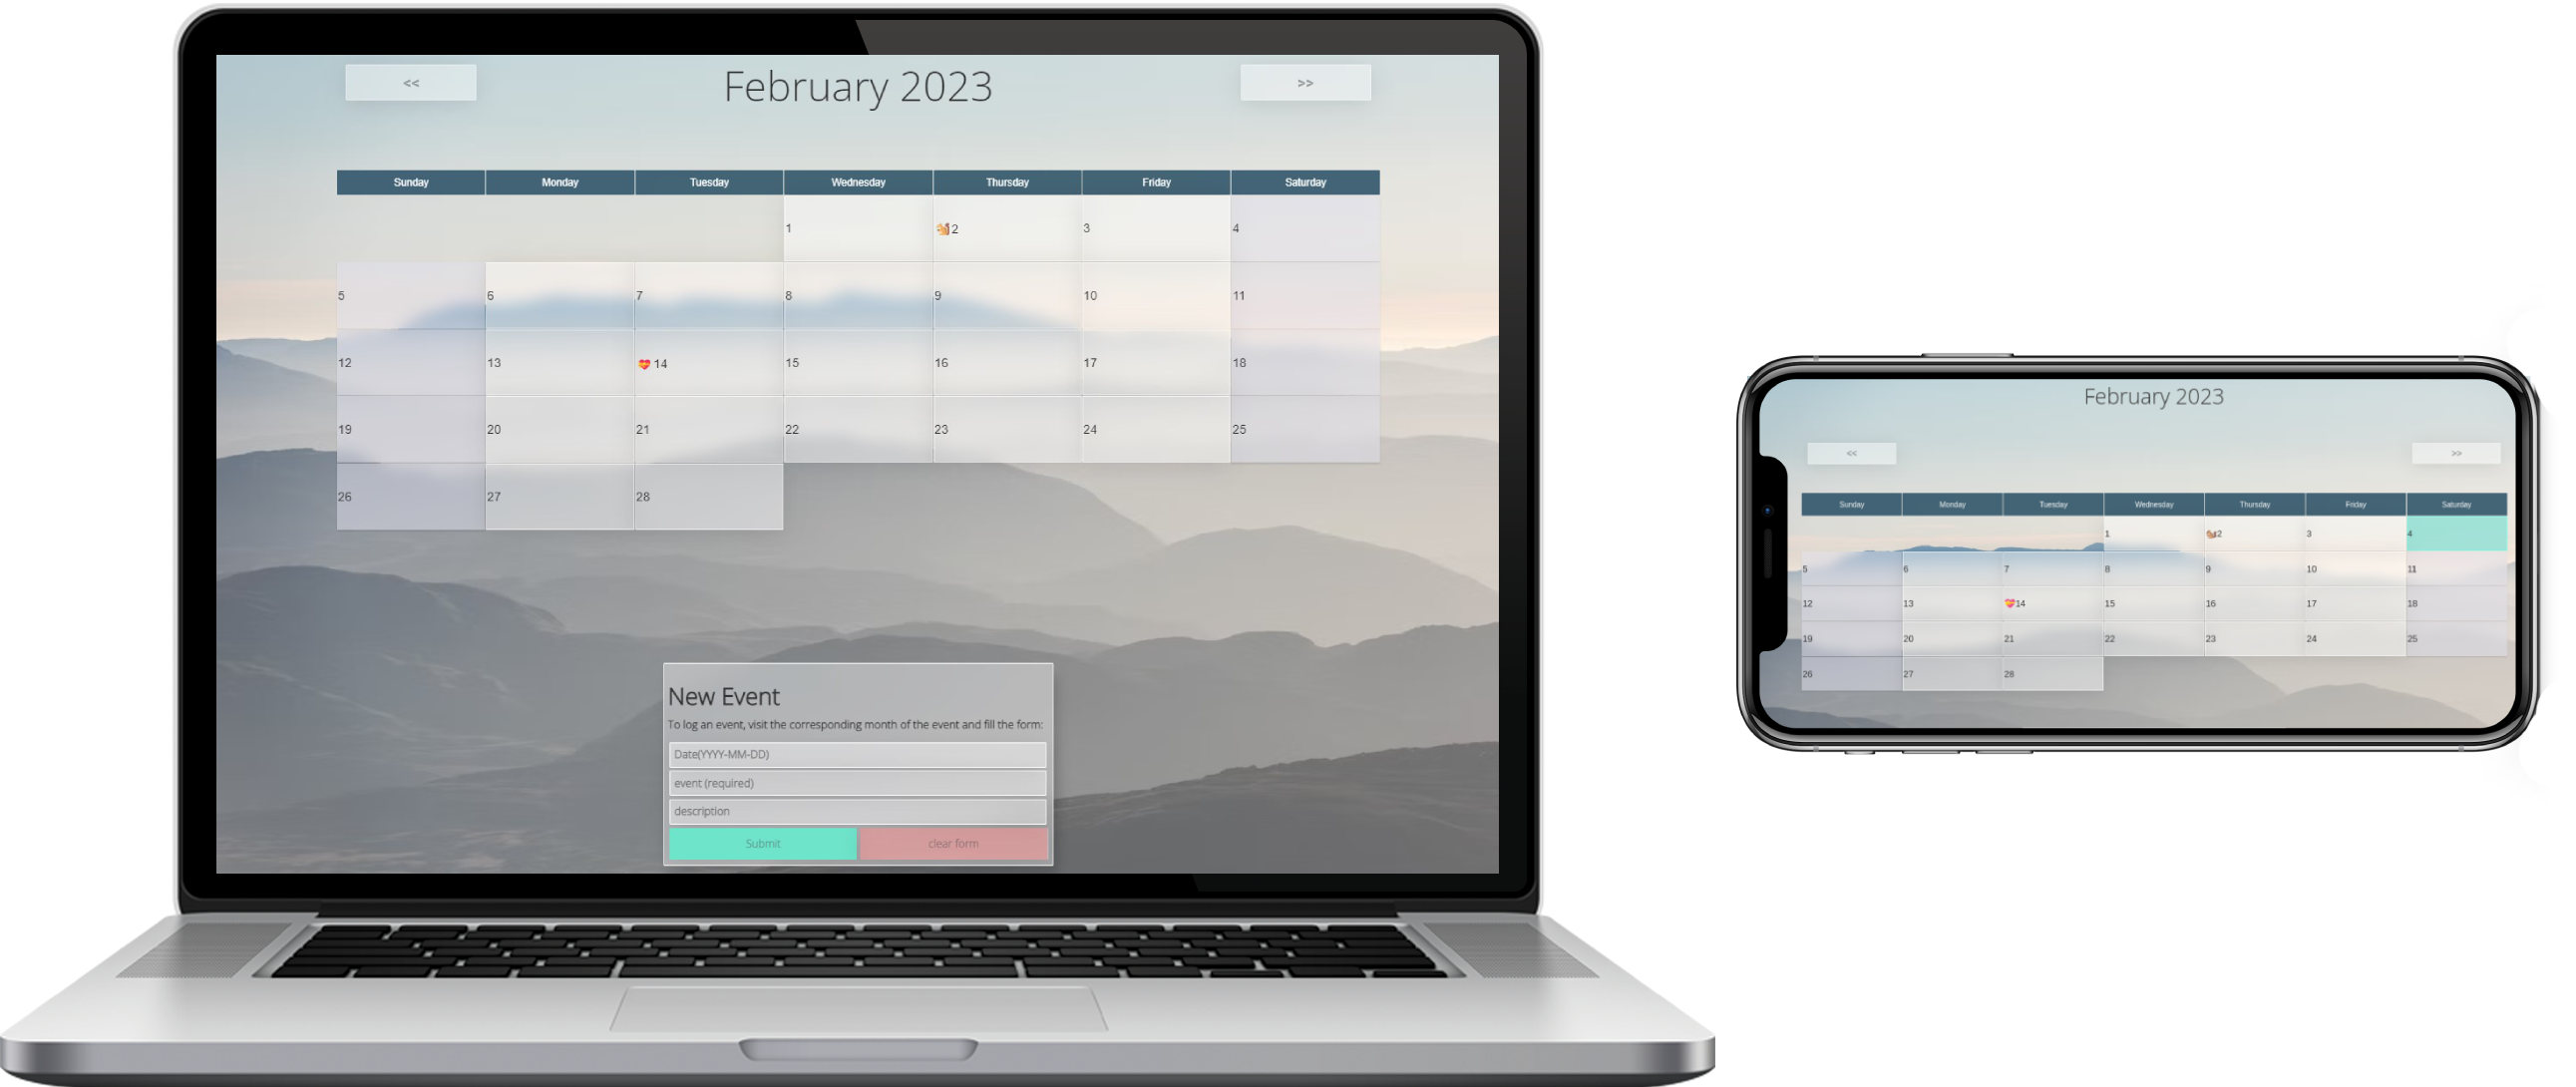 << February 2023 >>
Sunday Monday Tuesday Wednesday Thursday Friday Saturday
1 2 3 4
5 6 7 8 9 10 11
12 13 14 15 16 17 18
19 20 21 22 23 24 25
26 27 28
New Event
To log an event, visit the corresponding month of the event and fill the form:
Date(YYYY-MM-DD)
event (required)
description
Submit clear form
February 2023
<< >>
Sunday Monday Tuesday Wednesday Thursday Friday Saturday
1 2 3 4
5 6 7 8 9 10 11
12 13 14 15 16 17 18
19 20 21 22 23 24 25
26 27 28